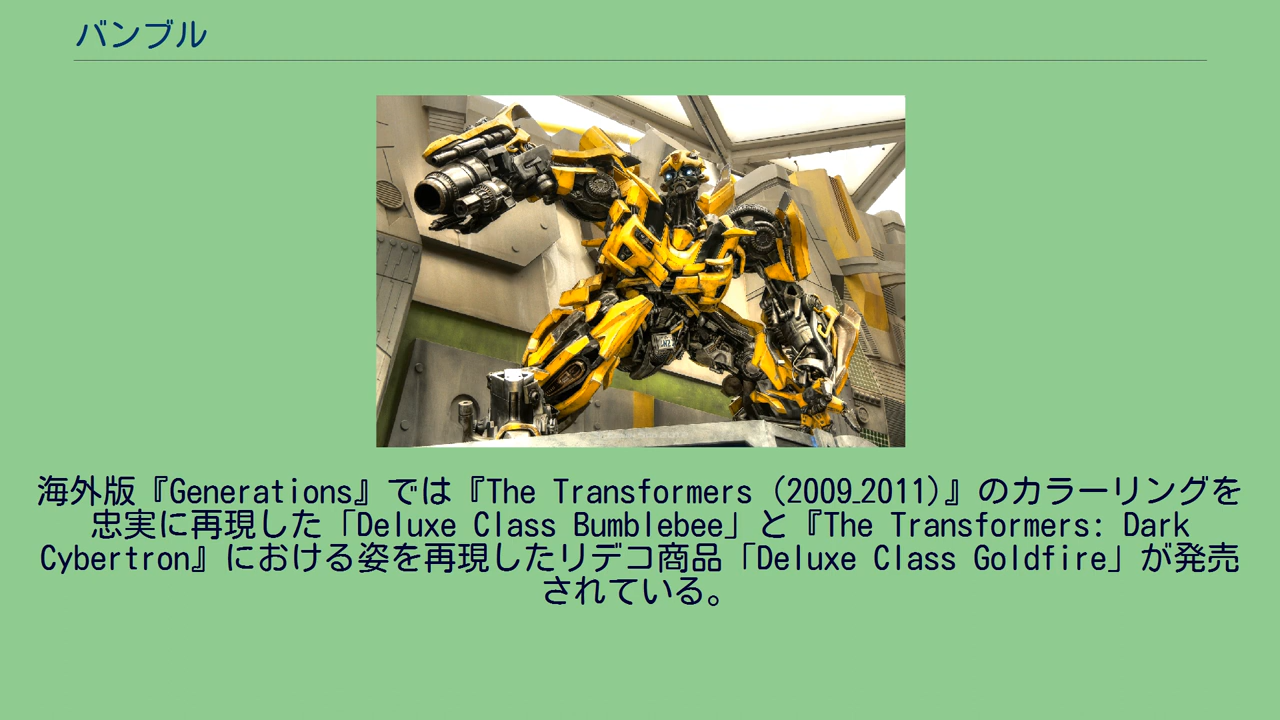 バンブル
海外版『Generations』では『The Transformers (2009_2011)』のカラーリングを
忠実に再現した「Deluxe Class Bumblebee」と『The Transformers: Dark
Cybertron』における姿を再現したリデコ商品「Deluxe Class Goldfire」が発売
されている。